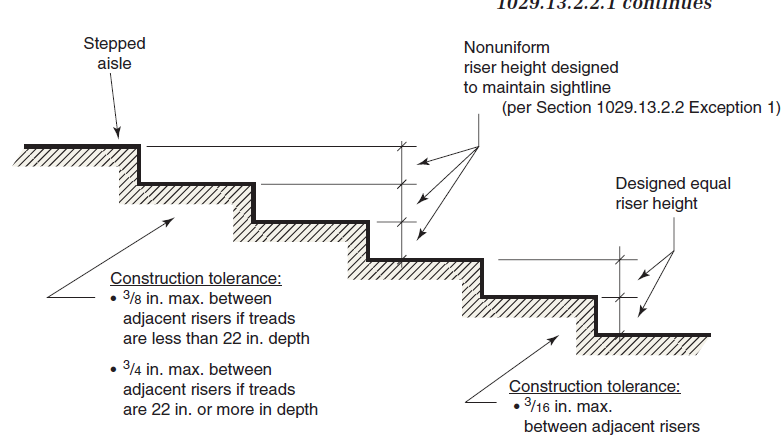 1029.13.2.2.1 continues
Stepped
aisle
Nonuniform
riser height designed
to maintain sightline
(per Section 1029.13.2.2 Exception 1)
Designed equal
riser height
Construction tolerance:
• 3/8 in. max. between
adjacent risers if treads
are less than 22 in. depth
• 3/4 in. max. between
adjacent risers if treads
are 22 in. or more in depth
Construction tolerance:
• 3/16 in. max.
between adjacent risers